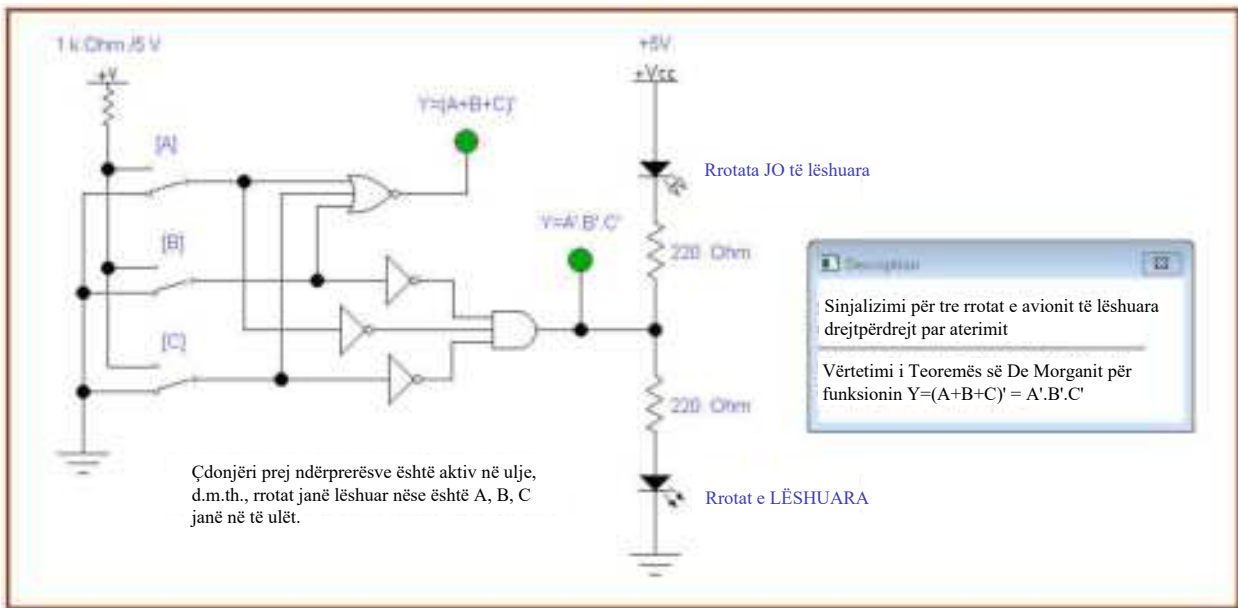 1 k Ohm /5 V
+V
[A]
[B]
[C]
Y=(A+B+C)'
Y=A'.B'.C'
+5V
+Vcc
Rrotata JO të lëshuara
220 Ohm
220 Ohm
Rrotat e LËSHUARA
Description
Sinjalizimi për tre rrotat e avionit të lëshuara
drejtpërdrejt par aterimit
Vërtetimi i Teoremës së De Morganit për
funksionin Y=(A+B+C)' = A'.B'.C'
Çdonjëri prej ndërprerësve është aktiv në ulje,
d.m.th., rrotat janë lëshuar nëse është A, B, C
janë në të ulët.